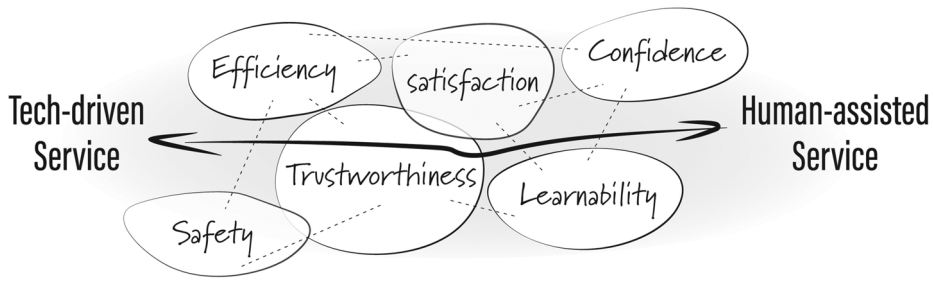 Efficiency
satisfaction
Confidence
Tech-driven
Service
Human-assisted
Service
Trustworthiness
Learnability
Safety